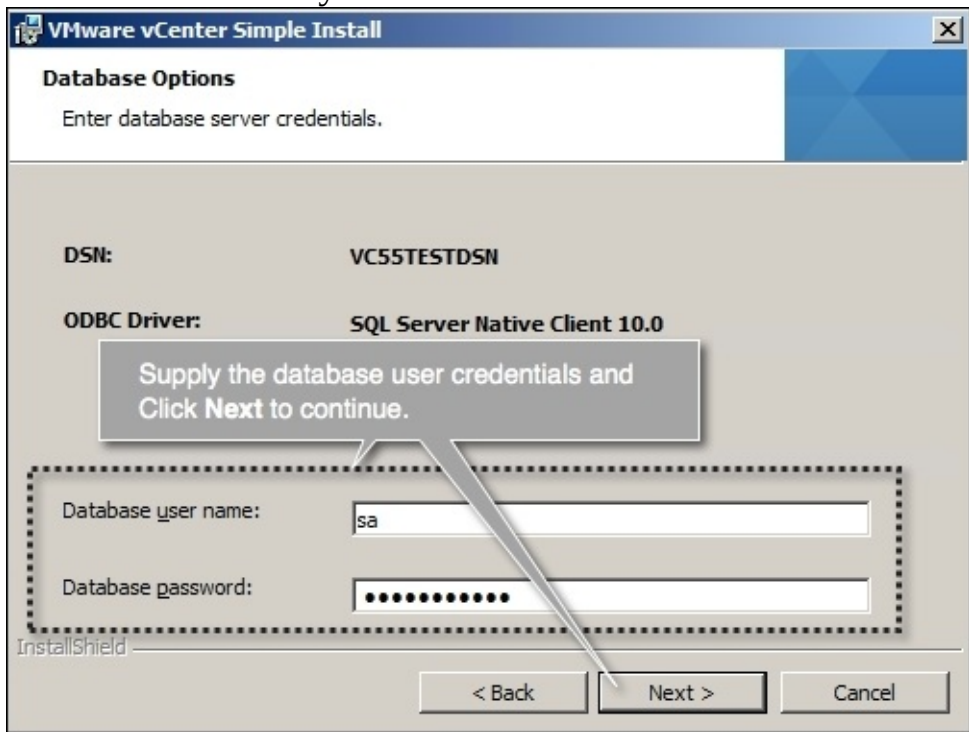 VMware vCenter Simple Install
Database Options
Enter database server credentials.
DSN: VC55TESTDSN
ODBC Driver: SQL Server Native Client 10.0
Supply the database user credentials and
Click Next to continue.
Database user name: sa
Database password: ●●●●●●●●●●●
InstallShield
< Back Next > Cancel